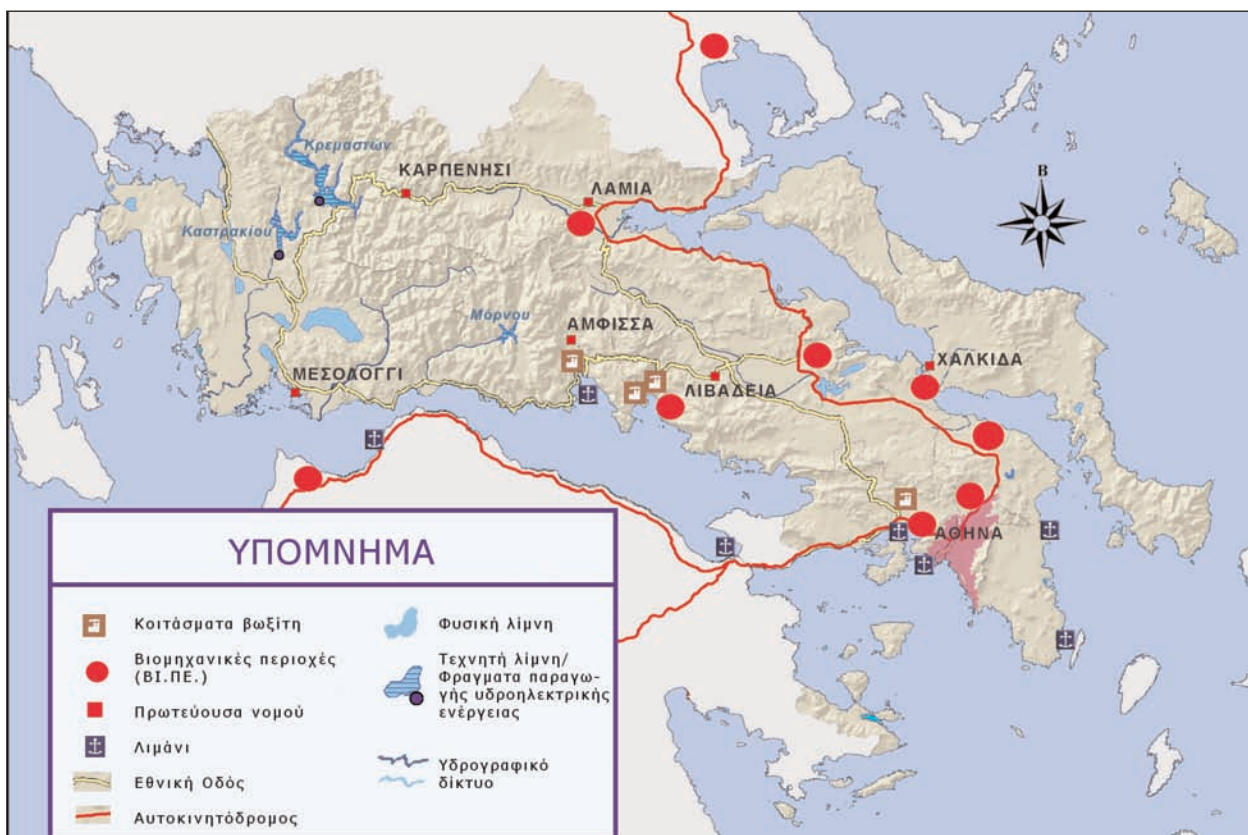 Κρεμαστών
ΚΑΡΠΕΝΗΣΙ
ΛΑΜΙΑ
Β
Καστρακίου
Μόρνου
ΑΜΦΙΣΣΑ
ΧΑΛΚΙΔΑ
ΜΕΣΟΛΟΓΓΙ
ΛΙΒΑΔΕΙΑ
ΑΘΗΝΑ
ΥΠΟΜΝΗΜΑ
Κοιτάσματα βωξίτη
Βιομηχανικές περιοχές
(ΒΙ.ΠΕ.)
Πρωτεύουσα νομού
Λιμάνι
Εθνική Οδός
Αυτοκινητόδρομος
Φυσική λίμνη
Τεχνητή λίμνη/
Φραγματα παραγω-
γής υδροηλεκτρικής
ενέργειας
Υδρογραφικό
δίκτυο